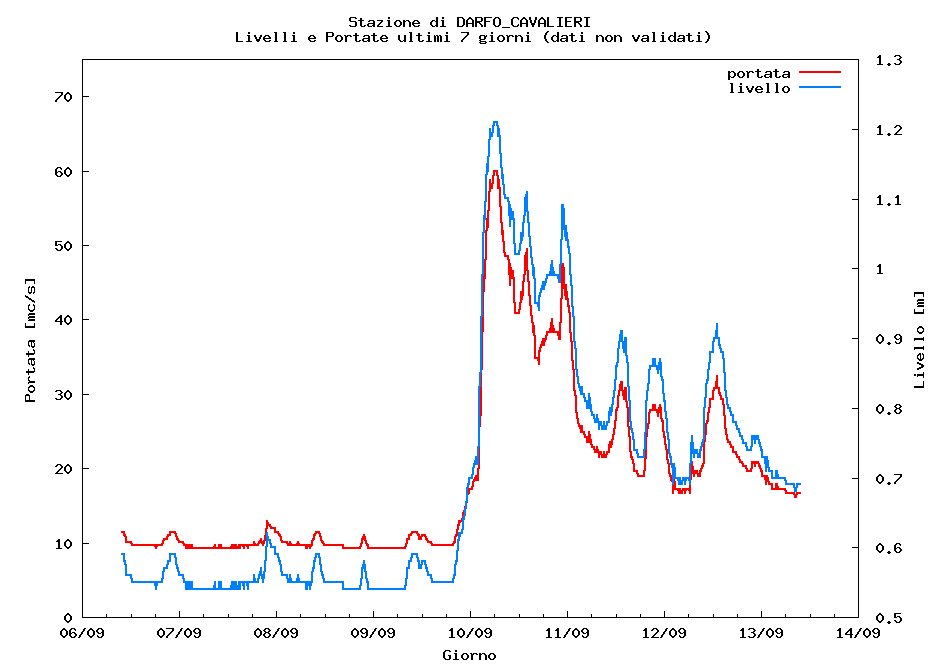 Stazione di DARFO_CAVALIERI
Livelli e Portate ultimi 7 giorni (dati non validati)
portata
livello
70
60
50
40
30
20
10
0
1.3
1.2
1.1
1
0.9
0.8
0.7
0.6
0.5
Portata [mc/s]
Livello [m]
06/09 07/09 08/09 09/09 10/09 11/09 12/09 13/09 14/09
Giorno